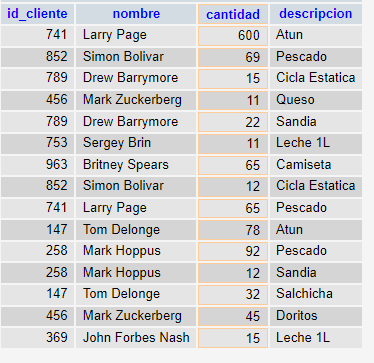 id_cliente nombre cantidad descripcion
741 Larry Page 600 Atun
852 Simon Bolivar 69 Pescado
789 Drew Barrymore 15 Cicla Estatica
456 Mark Zuckerberg 11 Queso
789 Drew Barrymore 22 Sandia
753 Sergey Brin 11 Leche 1L
963 Britney Spears 65 Camiseta
852 Simon Bolivar 12 Cicla Estatica
741 Larry Page 65 Pescado
147 Tom Delonge 78 Atun
258 Mark Hoppus 92 Pescado
258 Mark Hoppus 12 Sandia
147 Tom Delonge 32 Salchicha
456 Mark Zuckerberg 45 Doritos
369 John Forbes Nash 15 Leche 1L